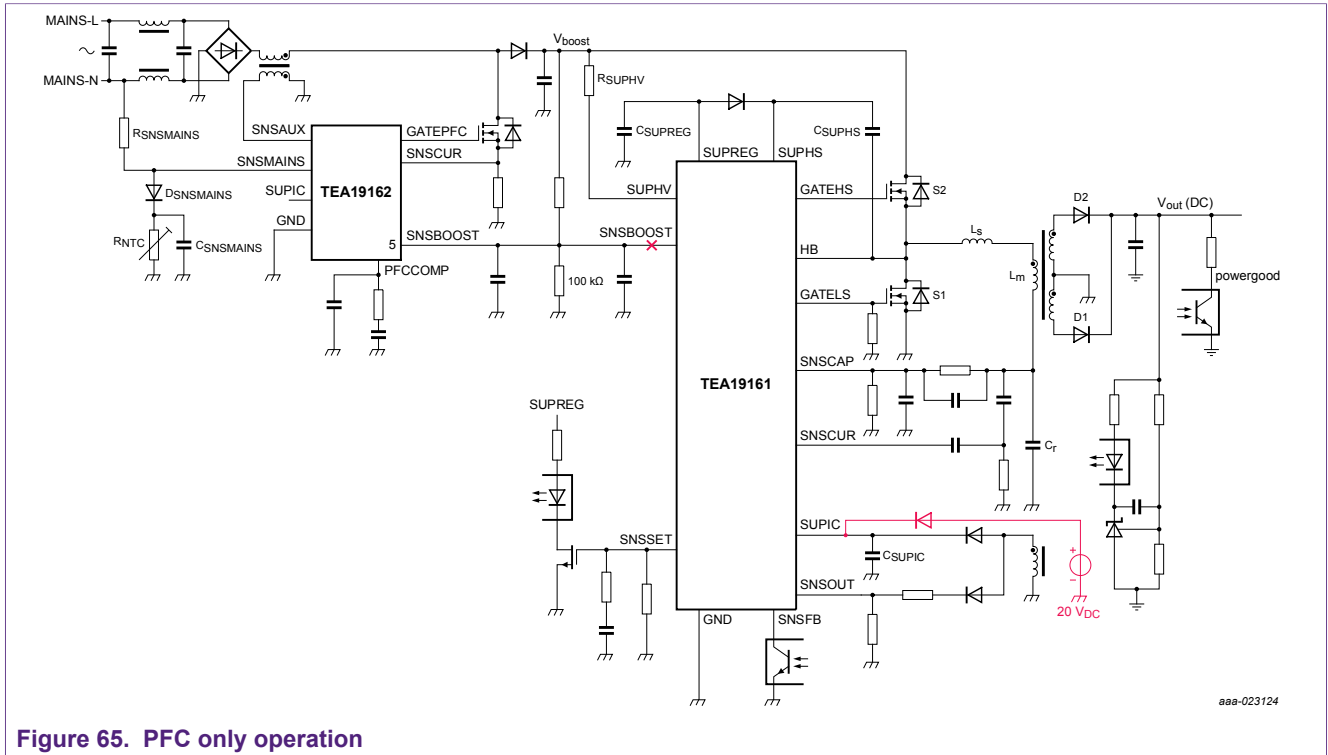 MAINS-L
MAINS-N
Vboost
RSUPHV
RSNSMAINS
SNSAUX
GATEPFC
CSUPREG
CSUPHS
SUPREG
SUPHS
SNSMAINS
SNSCUR
TEA19162
DSNSMAINS
SUPIC
SUPHV
GATEHS
S2
D2
Vout (DC)
GND
RNTC
CSNSMAINS
5
SNSBOOST
SNSBOOST
HB
Ls
Lm
powergood
PFCCOMP
100 kΩ
GATELS
S1
D1
SNSCAP
TEA19161
SUPREG
SNSCUR
Cr
SUPIC
CSUPIC
+
-
20 VDC
SNSSET
SNSOUT
GND
SNSFB
aaa-023124
Figure 65. PFC only operation